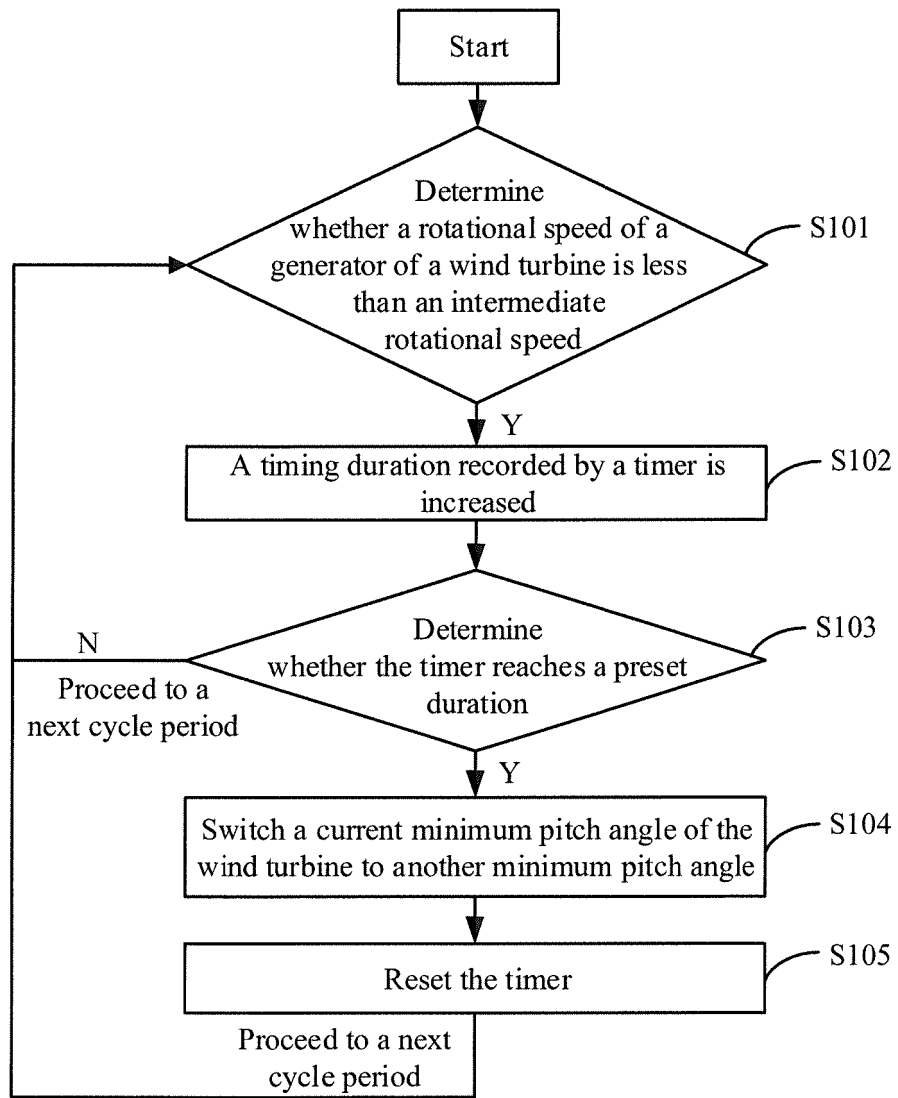 Start
Determine
whether a rotational speed of a
generator of a wind turbine is less
than an intermediate
rotational speed
S101
Y
A timing duration recorded by a timer is
increased
S102
Determine
whether the timer reaches a preset
duration
S103
N
Proceed to a
next cycle period
Y
Switch a current minimum pitch angle of the
wind turbine to another minimum pitch angle
S104
Reset the timer
S105
Proceed to a next
cycle period